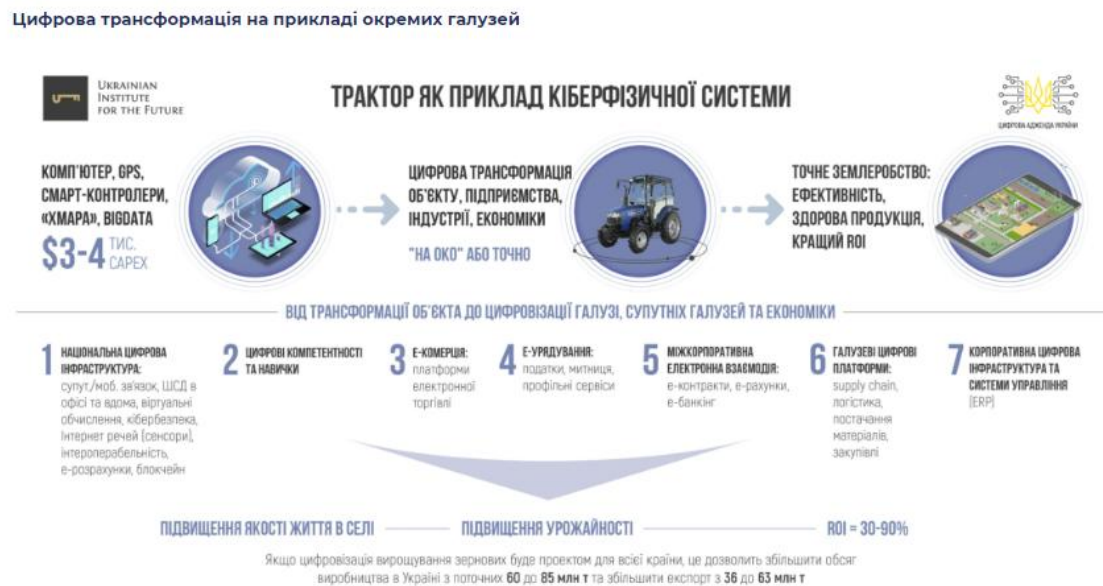 Цифрова трансформація на прикладі окремих галузей
UKRAINIAN
INSTITUTE
FOR THE FUTURE
ТРАКТОР ЯК ПРИКЛАД КІБЕРФІЗИЧНОЇ СИСТЕМИ
ЦИФРОВА АДЖЕНДА УКРАЇНИ
КОМП'ЮТЕР, GPS,
СМАРТ-КОНТРОЛЕРИ,
«ХМАРА», BIGDATA
$3-4 ТИС.
CAPEX
ЦИФРОВА ТРАНСФОРМАЦІЯ
ОБ'ЄКТУ, ПІДПРИЄМСТВА,
ІНДУСТРІЇ, ЕКОНОМІКИ
"НА ОКО" АБО ТОЧНО
ТОЧНЕ ЗЕМЛЕРОБСТВО:
ЕФЕКТИВНІСТЬ,
ЗДОРОВА ПРОДУКЦІЯ,
КРАЩИЙ ROI
ВІД ТРАНСФОРМАЦІЇ ОБ'ЄКТА ДО ЦИФРОВІЗАЦІЇ ГАЛУЗІ, СУПУТНІХ ГАЛУЗЕЙ ТА ЕКОНОМІКИ
1 НАЦІОНАЛЬНА ЦИФРОВА
ІНФРАСТРУКТУРА:
супут./моб. зв'язок, ШСД в
офісі та вдома, віртуальні
обчислення, кібербезпека,
Інтернет речей (сенсори),
інтероперабельність,
е-розрахунки, блокчейн
2 ЦИФРОВІ КОМПЕТЕНТНОСТІ
ТА НАВИЧКИ
3 Е-КОМЕРЦІЯ:
платформи
електронної
торгівлі
4 Е-УРЯДУВАННЯ:
податки, митниця,
профільні сервіси
5 МІЖКОРПОРАТИВНА
ЕЛЕКТРОННА ВЗАЄМОДІЯ:
е-контракти, е-рахунки,
е-банкінг
6 ГАЛУЗЕВІ ЦИФРОВІ
ПЛАТФОРМИ:
supply chain,
логістика,
постачання
матеріалів,
закупівлі
7 КОРПОРАТИВНА ЦИФРОВА
ІНФРАСТРУКТУРА ТА
СИСТЕМИ УПРАВЛІННЯ
(ERP)
ПІДВИЩЕННЯ ЯКОСТІ ЖИТТЯ В СЕЛІ
ПІДВИЩЕННЯ УРОЖАЙНОСТІ
ROI = 30-90%
Якщо цифровізація вирощування зернових буде проектом для всієї країни, це дозволить збільшити обсяг
виробництва в Україні з поточних 60 до 85 млн т та збільшити експорт з 36 до 63 млн т